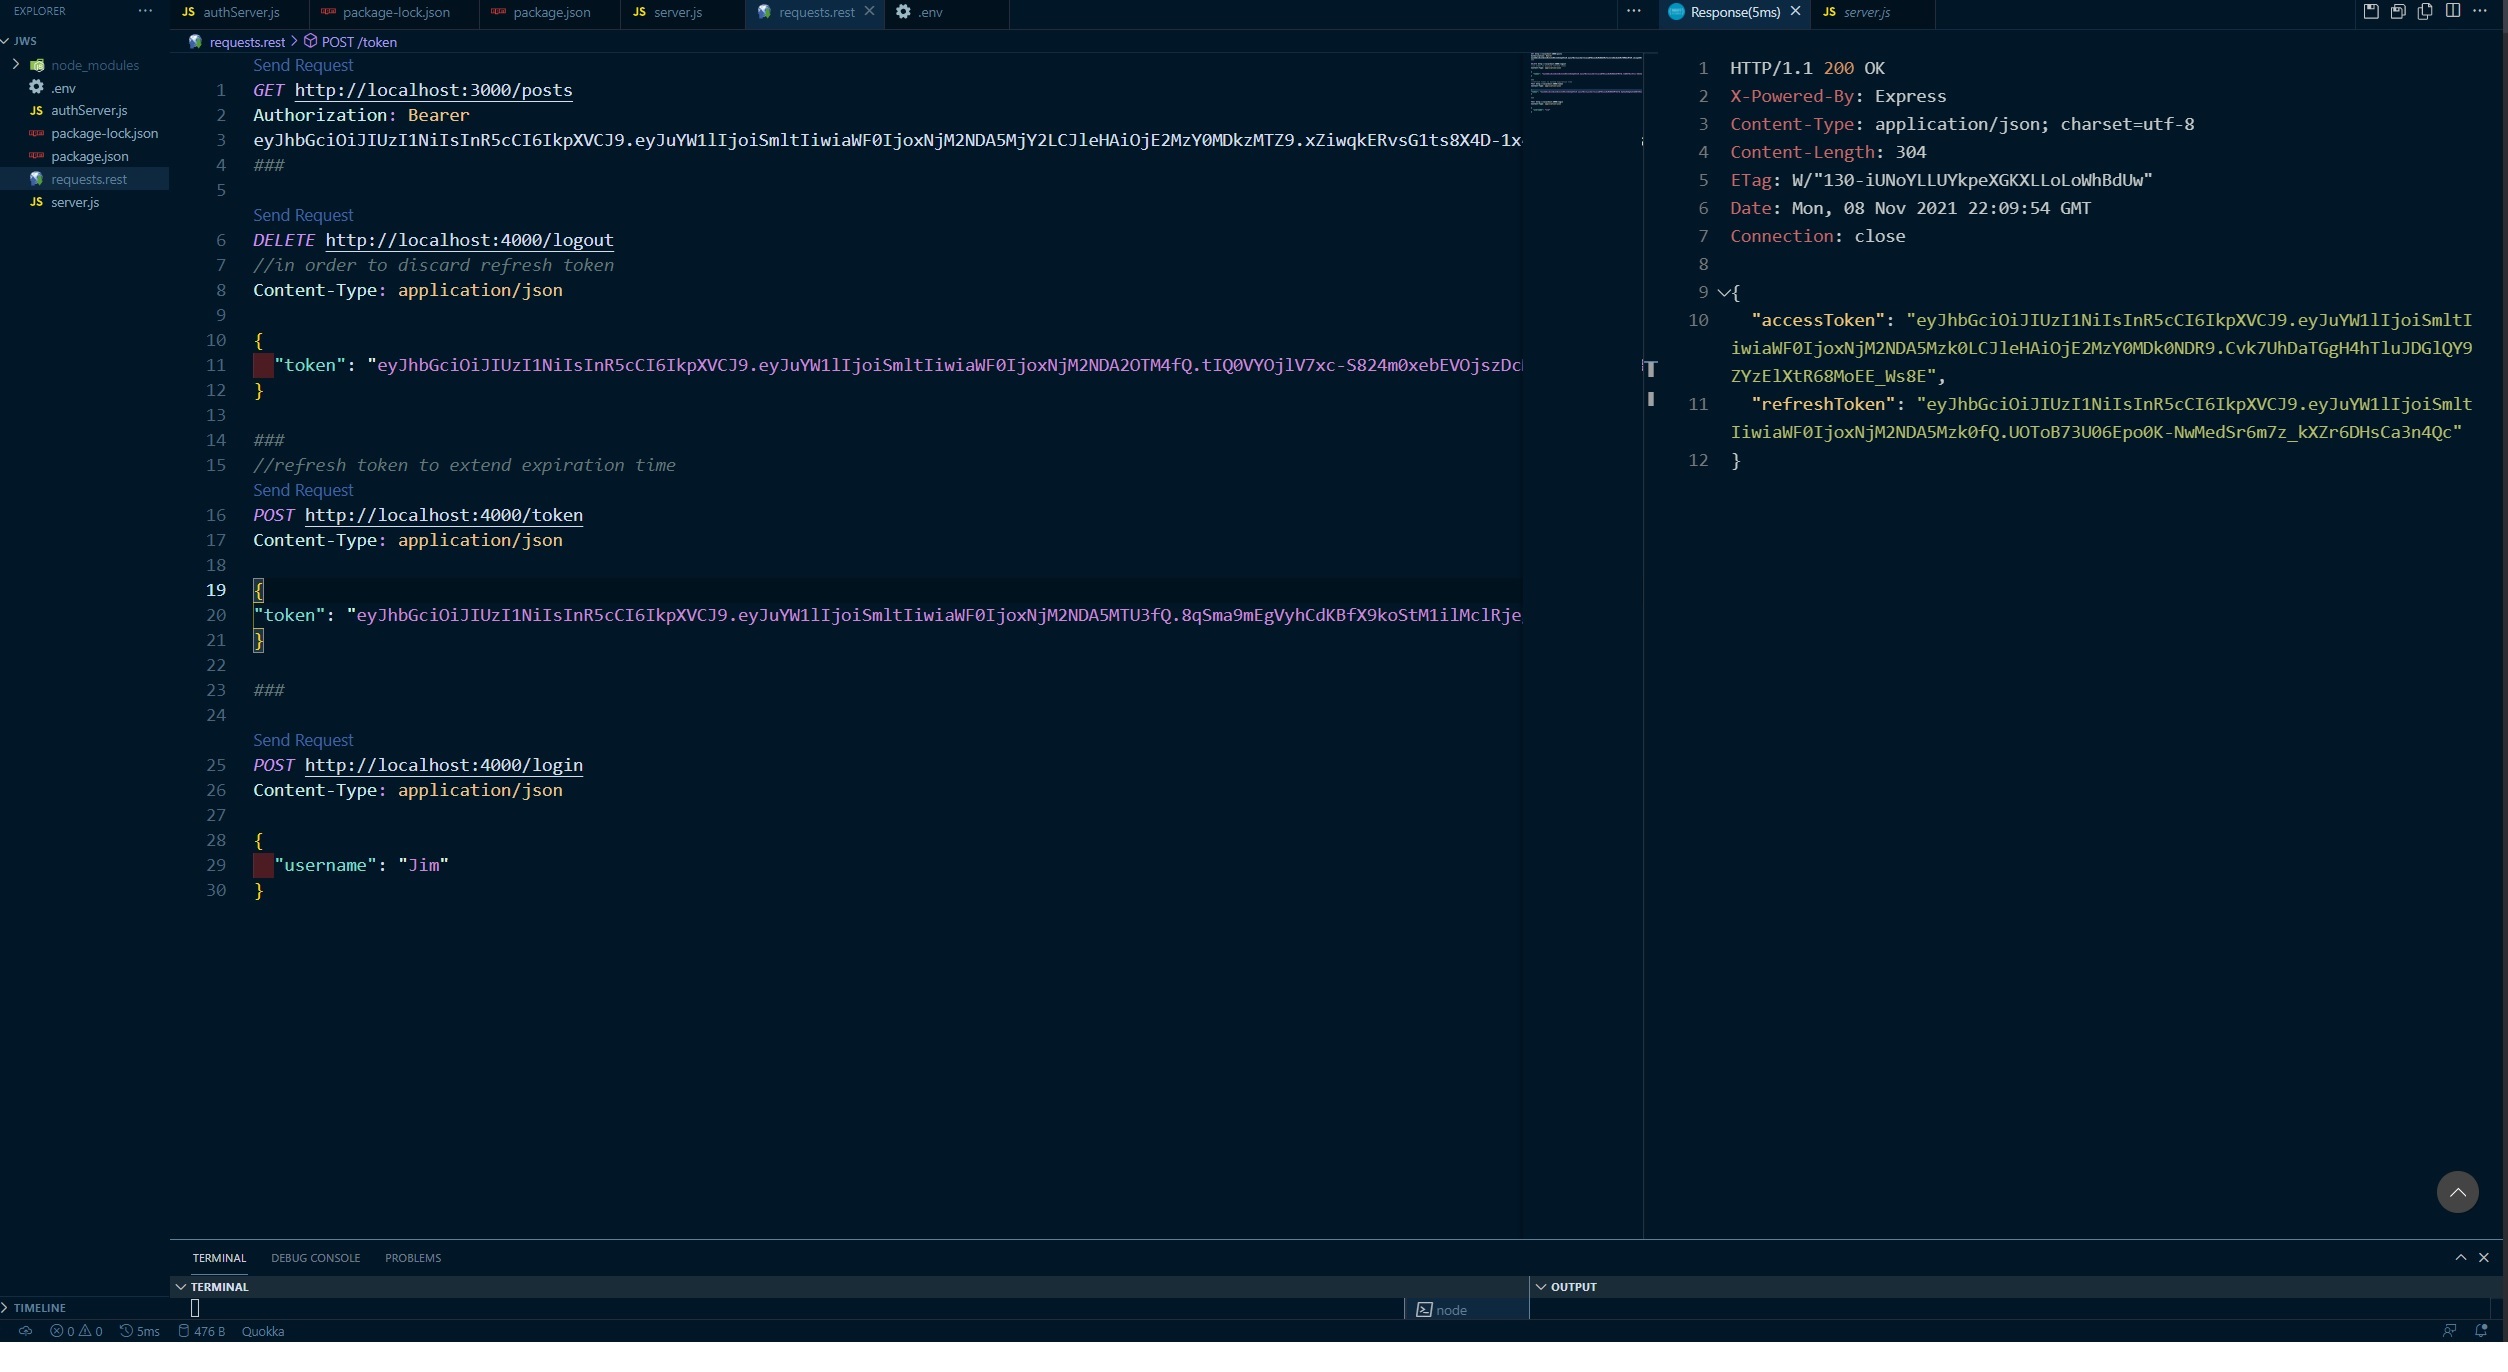 EXPLORER
JWS
node_modules
.env
JS authServer.js
package-lock.json
package.json
requests.rest
JS server.js
TIMELINE
JS authServer.js
package-lock.json
package.json
JS server.js
requests.rest
.env
requests.rest > POST /token
Send Request
1 GET http://localhost:3000/posts
2 Authorization: Bearer
3 eyJhbGciOiJIUzI1NiIsInR5cCI6IkpXVCJ9.eyJuYW1lIjoiSmltIiwiaWF0IjoxNjM2NDA5MjY2LCJleHAiOjE2MzY0MDkzMTZ9.xZiwqkERvsG1ts8X4D-1x
4 ###
5
Send Request
6 DELETE http://localhost:4000/logout
7 //in order to discard refresh token
8 Content-Type: application/json
9
10 {
11 "token": "eyJhbGciOiJIUzI1NiIsInR5cCI6IkpXVCJ9.eyJuYW1lIjoiSmltIiwiaWF0IjoxNjM2NDA2OTM4fQ.tIQ0VYOjlV7xc-S824m0xebEVOjszDc
12 }
13
14 ###
15 //refresh token to extend expiration time
Send Request
16 POST http://localhost:4000/token
17 Content-Type: application/json
18
19 {
20 "token": "eyJhbGciOiJIUzI1NiIsInR5cCI6IkpXVCJ9.eyJuYW1lIjoiSmltIiwiaWF0IjoxNjM2NDA5MTU3fQ.8qSma9mEgVyhCdKBfX9koStM1ilMclRje
21 }
22
23 ###
24
Send Request
25 POST http://localhost:4000/login
26 Content-Type: application/json
27
28 {
29 "username": "Jim"
30 }
Response(5ms)
JS server.js
1 HTTP/1.1 200 OK
2 X-Powered-By: Express
3 Content-Type: application/json; charset=utf-8
4 Content-Length: 304
5 ETag: W/"130-iUNoYLLUYkpeXGKXLLoLoWhBdUw"
6 Date: Mon, 08 Nov 2021 22:09:54 GMT
7 Connection: close
8
9 {
10 "accessToken": "eyJhbGciOiJIUzI1NiIsInR5cCI6IkpXVCJ9.eyJuYW1lIjoiSmltI
iwiaWF0IjoxNjM2NDA5Mzk0LCJleHAiOjE2MzY0MDk0NDR9.Cvk7UhDaTGgH4hTluJDGlQY9
ZYzElXtR68MoEE_Ws8E",
11 "refreshToken": "eyJhbGciOiJIUzI1NiIsInR5cCI6IkpXVCJ9.eyJuYW1lIjoiSmlt
IiwiaWF0IjoxNjM2NDA5Mzk0fQ.UOToB73U06Epo0K-NwMedSr6m7z_kXZr6DHsCa3n4Qc"
12 }
TERMINAL
DEBUG CONSOLE
PROBLEMS
TERMINAL
OUTPUT
node
0 0
5ms
476 B
Quokka